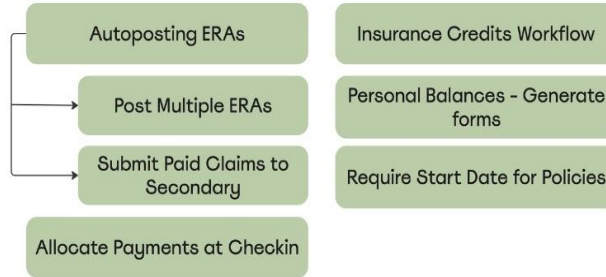 Autoposting ERAs
Post Multiple ERAs
Submit Paid Claims to
Secondary
Allocate Payments at Checkin
Insurance Credits Workflow
Personal Balances - Generate
forms
Require Start Date for Policies